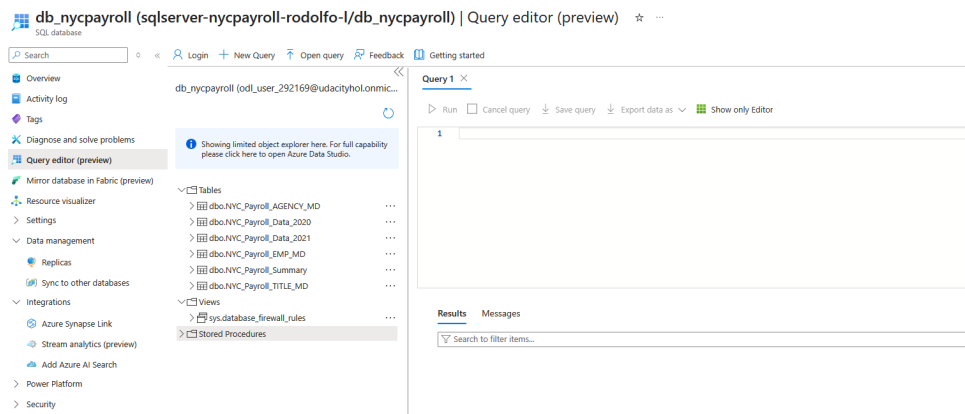 db_nycpayroll (sqlserver-nycpayroll-rodolfo-l/db_nycpayroll) | Query editor (preview)
SQL database
Search
Overview
Activity log
Tags
Diagnose and solve problems
Query editor (preview)
Mirror database in Fabric (preview)
Resource visualizer
Settings
Data management
Replicas
Sync to other databases
Integrations
Azure Synapse Link
Stream analytics (preview)
Add Azure AI Search
Power Platform
Security
Login New Query Open query Feedback Getting started
db_nycpayroll (odl_user_292169@udacityhol.onmic...
Showing limited object explorer here. For full capability
please click here to open Azure Data Studio.
Tables
dbo.NYC_Payroll_AGENCY_MD
dbo.NYC_Payroll_Data_2020
dbo.NYC_Payroll_Data_2021
dbo.NYC_Payroll_EMP_MD
dbo.NYC_Payroll_Summary
dbo.NYC_Payroll_TITLE_MD
Views
sys.database_firewall_rules
Stored Procedures
Query 1
Run Cancel query Save query Export data as Show only Editor
1
Results Messages
Search to filter items...